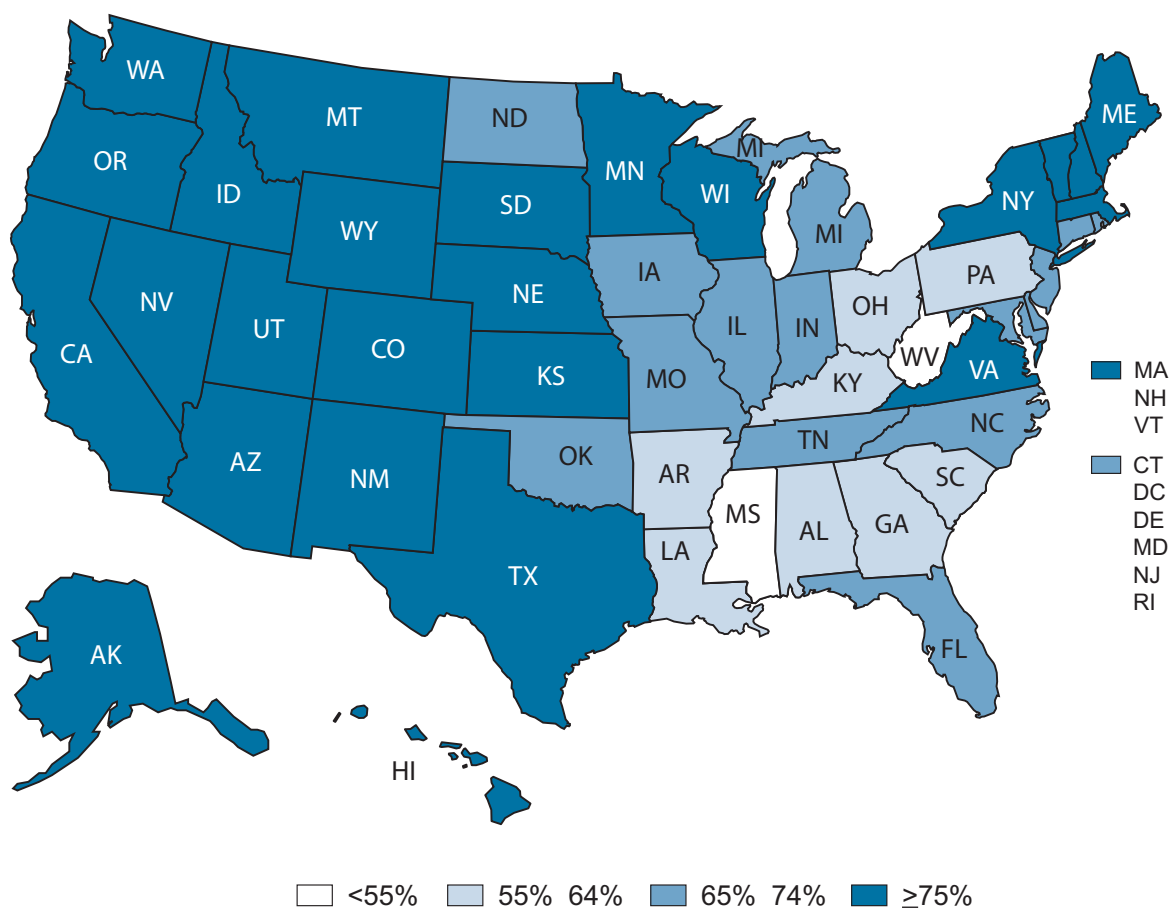 WA
MT
ND
ME
OR
ID
MN
MI
WI
NY
SD
WY
MI
IA
PA
NE
NV
OH
IL
IN
UT
CA
CO
WV
VA
KS
MO
KY
MA
NH
VT
NC
TN
AZ
OK
NM
AR
SC
CT
DC
DE
MD
NJ
RI
MS
AL
GA
LA
TX
FL
AK
HI
<55% 55% 64% 65% 74% ≥75%